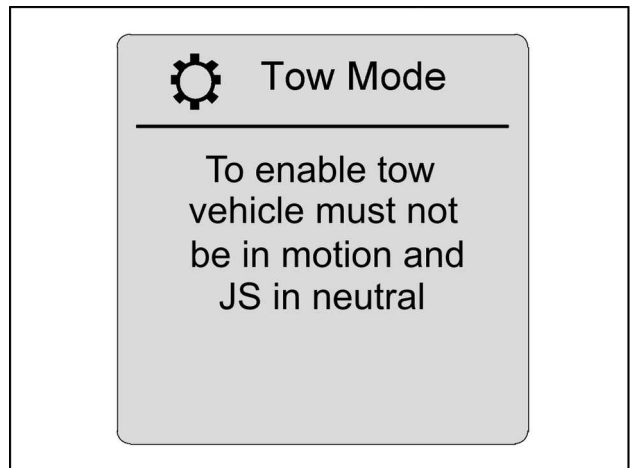 Tow Mode
To enable tow
vehicle must not
be in motion and
JS in neutral